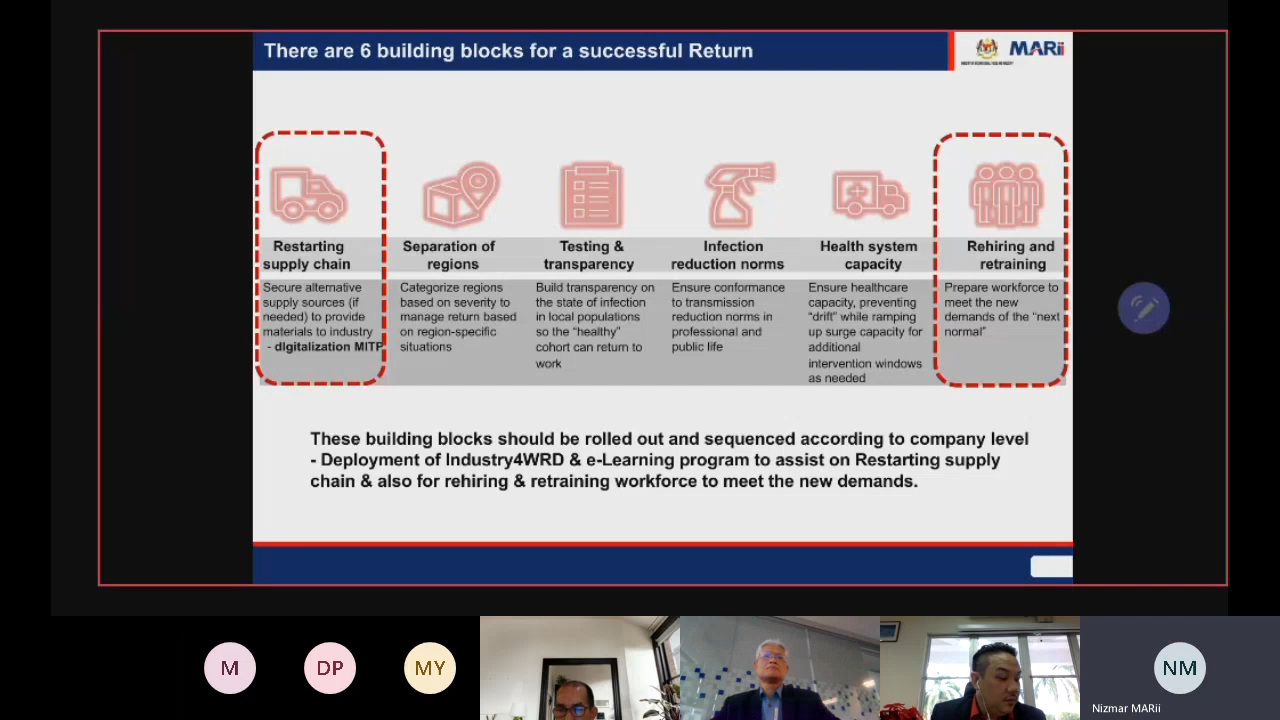 There are 6 building blocks for a successful Return
MARii
Restarting
supply chain
Secure alternative
supply sources (if
needed) to provide
materials to industry
- dIgitalization MITP
Separation of
regions
Categorize regions
based on severity to
manage return based
on region-specific
situations
Testing &
transparency
Build transparency on
the state of infection
in local populations
so the “healthy”
cohort can return to
work
Infection
reduction norms
Ensure conformance
to transmission
reduction norms in
professional and
public life
Health system
capacity
Ensure healthcare
capacity, preventing
“drift” while ramping
up surge capacity for
additional
intervention windows
as needed
Rehiring and
retraining
Prepare workforce to
meet the new
demands of the “next
normal”
These building blocks should be rolled out and sequenced according to company level
- Deployment of Industry4WRD & e-Learning program to assist on Restarting supply
chain & also for rehiring & retraining workforce to meet the new demands.
M
DP
MY
NM
Nizmar MARii